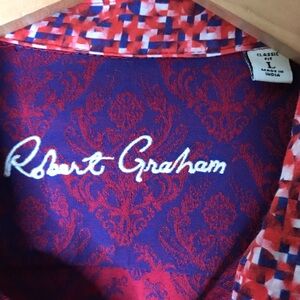 CLASSIC
FIT
L
MADE IN
INDIA
Robert Graham